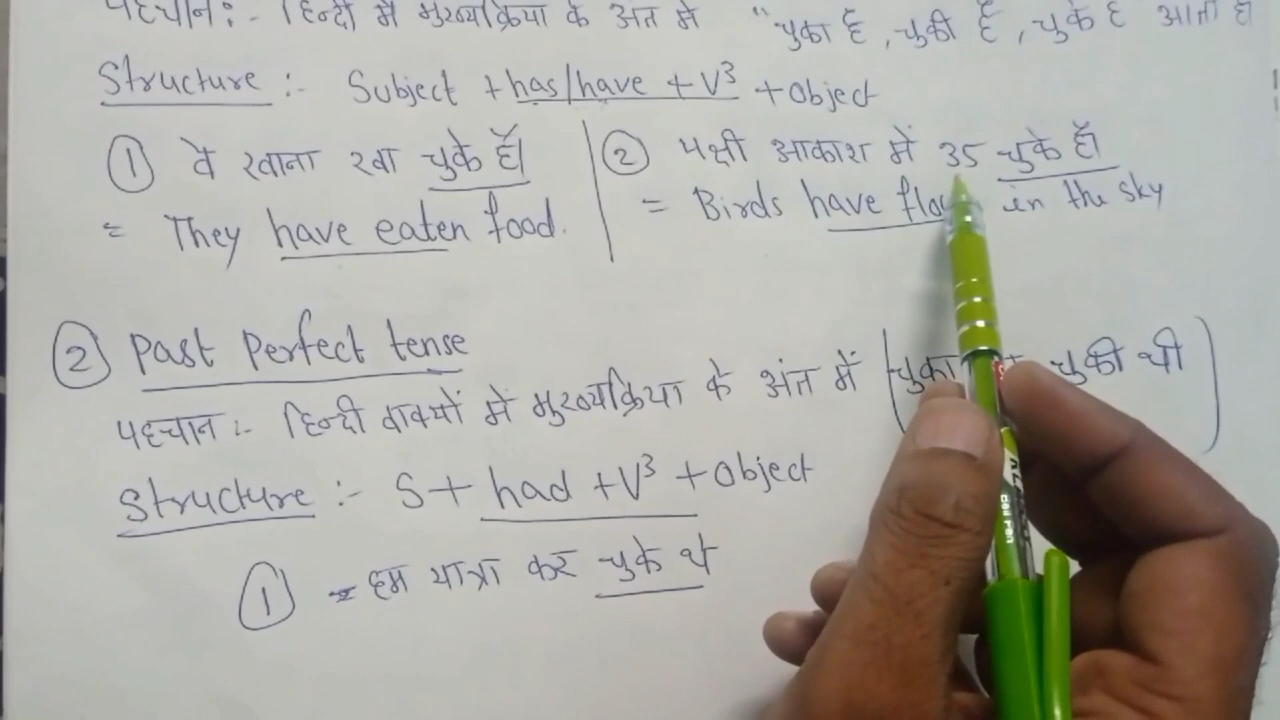 पहचान :- हिन्दी में मुख्यक्रिया के अंत में "चुका है, चुकी है, चुके है आता है
Structure :- Subject + has/have + V³ + Object
① वे खाना खा चुके हैं।
= They have eaten food.
② पक्षी आकाश में उड़ चुके हैं।
= Birds have in the sky
② Past Perfect tense
पहचान :- हिन्दी वाक्यों में मुख्यक्रिया के अंत में (चुका चुकी थी)
Structure :- S + had + V³ + Object
① = हम यात्रा कर चुके थे